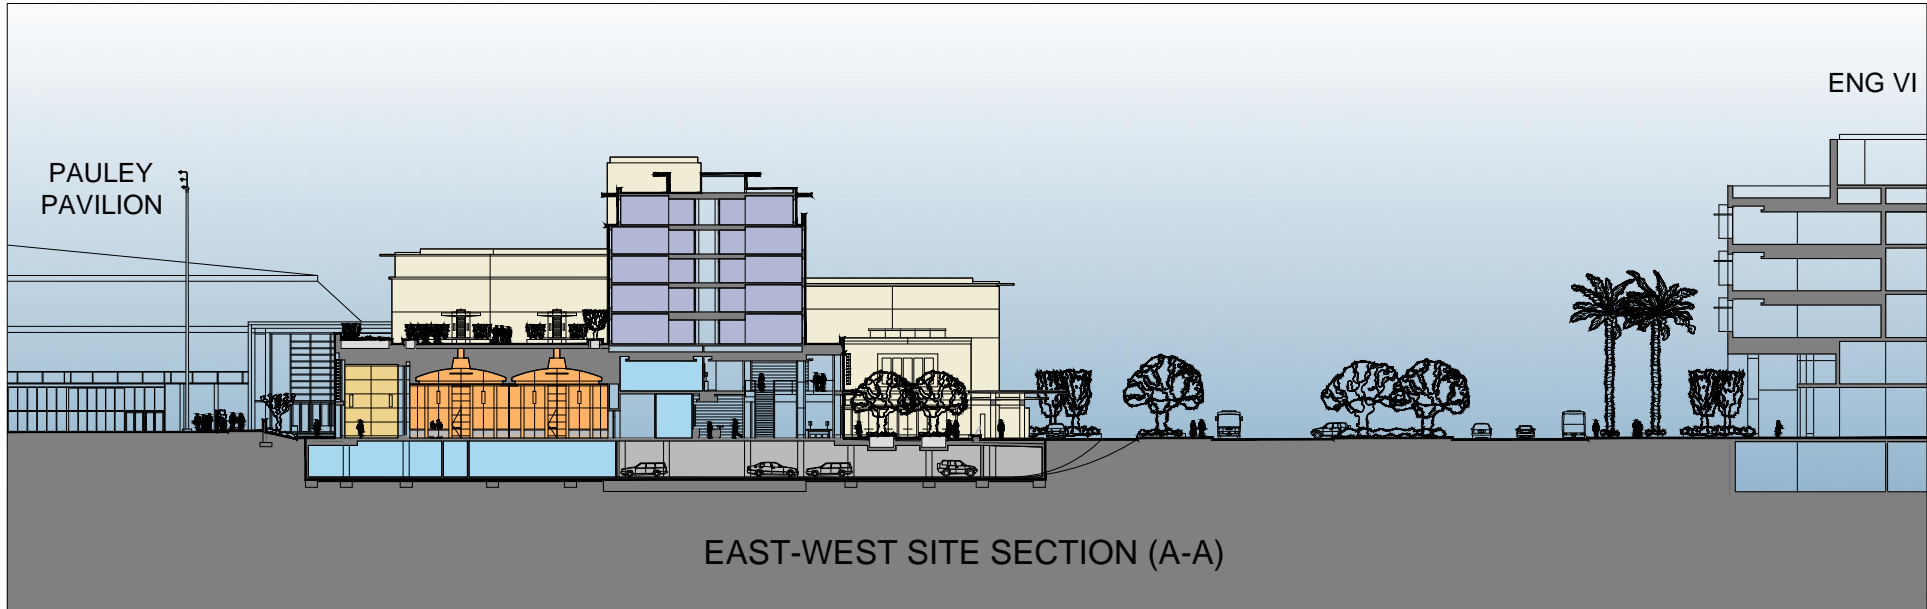 ENG VI
PAULEY
PAVILION
EAST-WEST SITE SECTION (A-A)